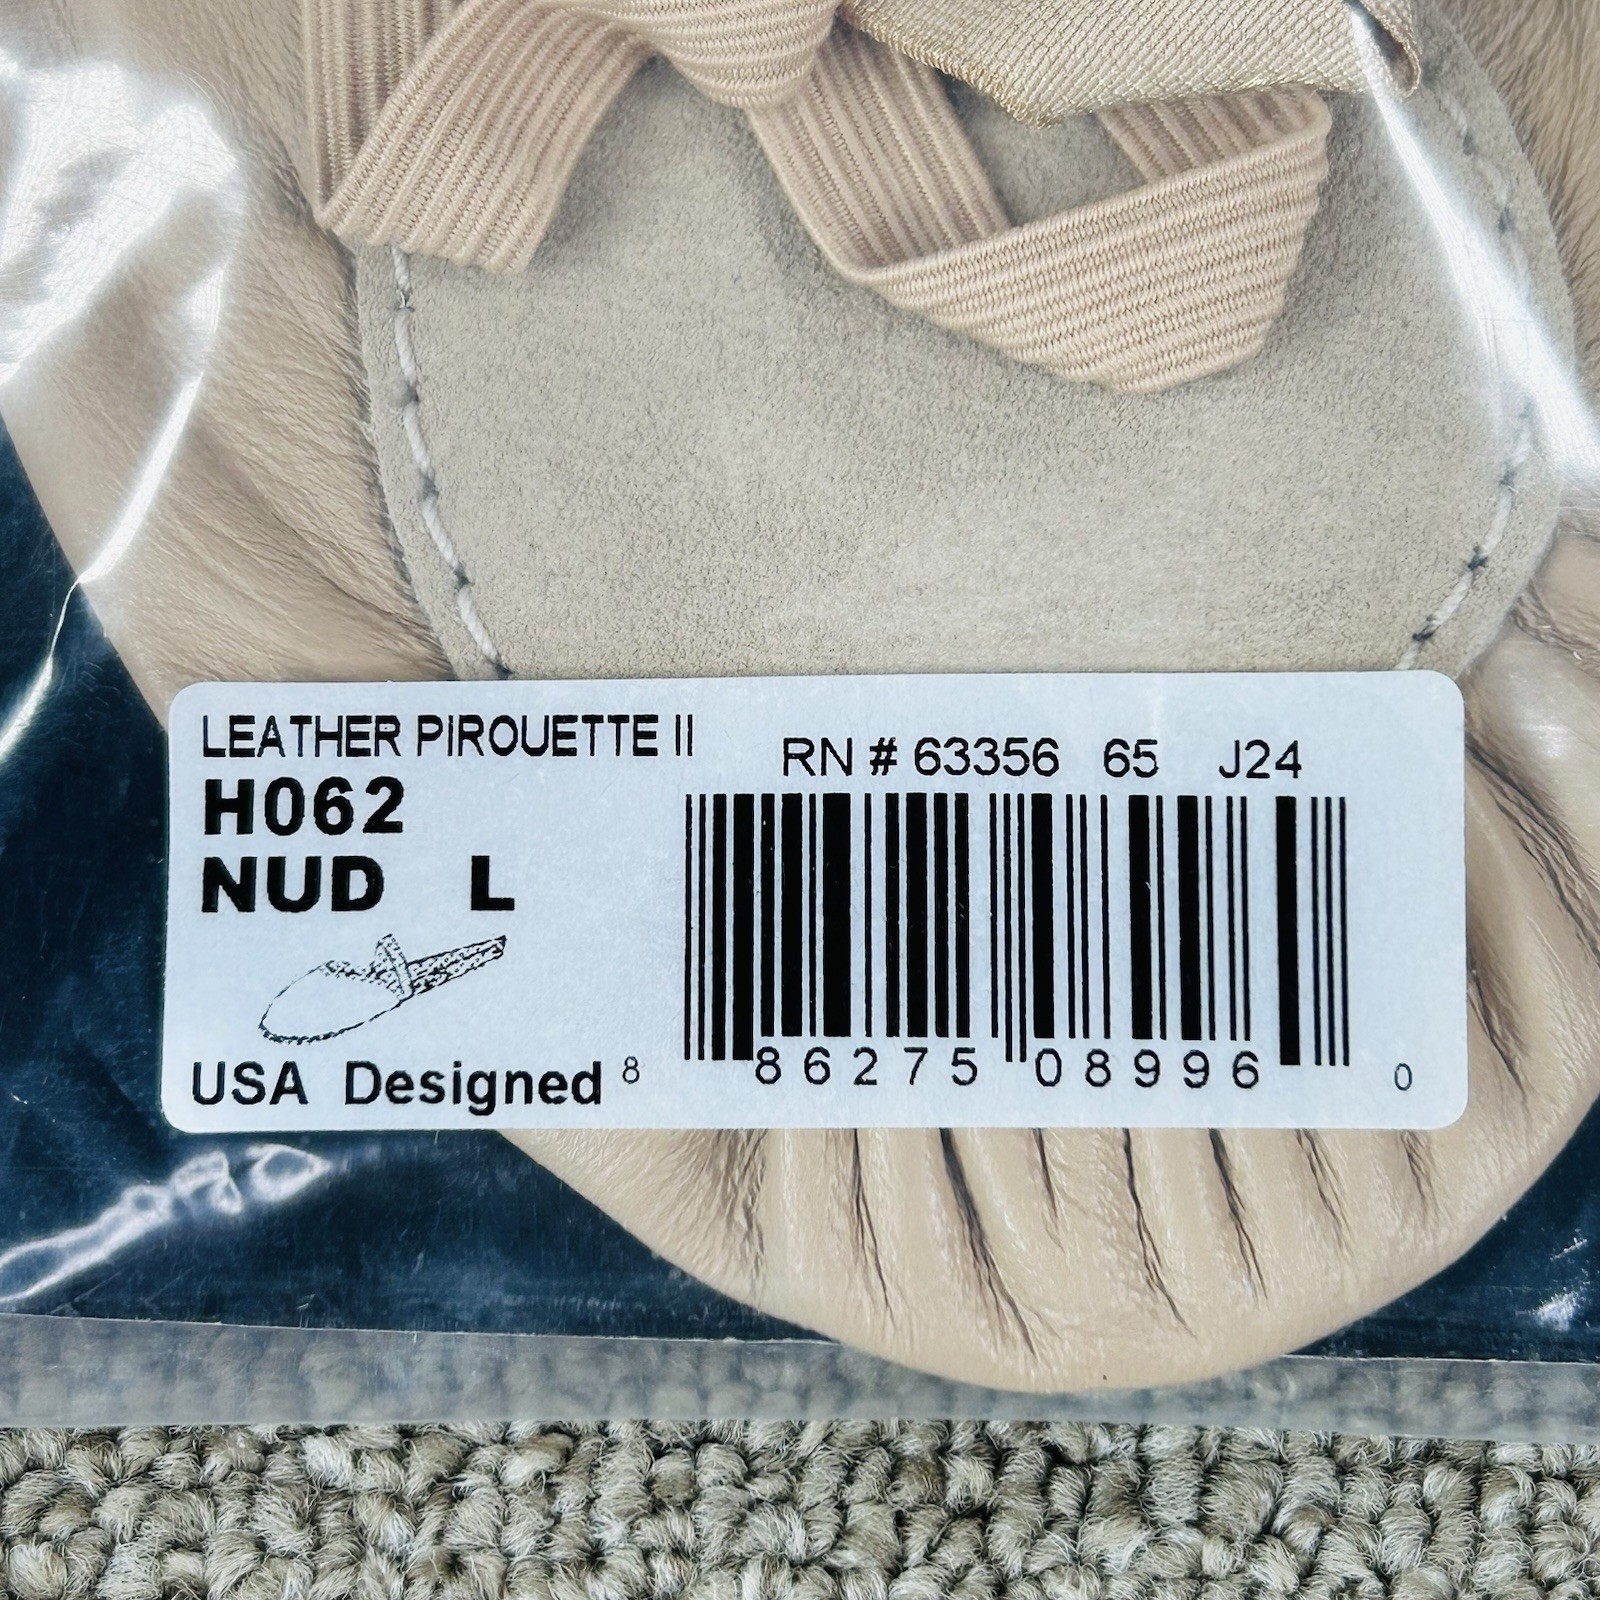 LEATHER PIROUETTE II
H062
NUD L
USA Designed
RN # 63356 65 J24
8 86275 08996 0